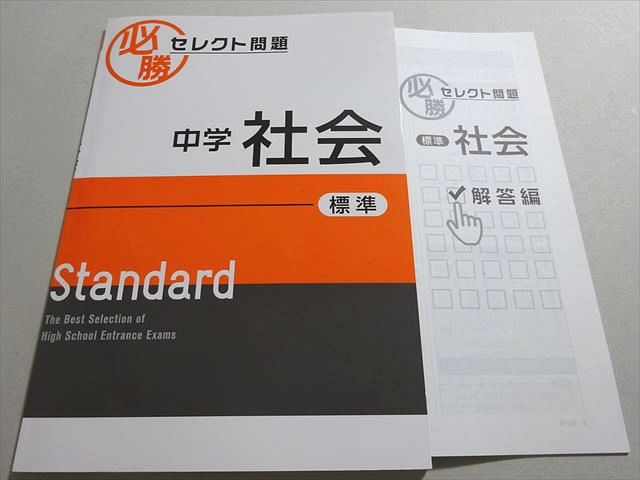 必勝
セレクト問題
中学 社会
標準
Standard
The Best Selection of
High School Entrance Exams
必勝
セレクト問題
標準 社会
解答編